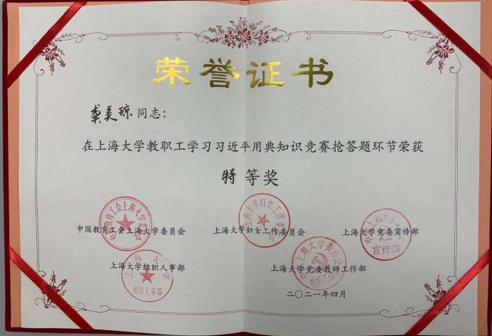 荣誉证书
龚美琼同志：
在上海大学教职工学习习近平用典知识竞赛抢答题环节荣获
特等奖
中国教育工会上海大学委员会 上海大学妇女工作委员会 上海大学党委宣传部
上海大学组织人事部 上海大学党委教师工作部
二〇二一年四月